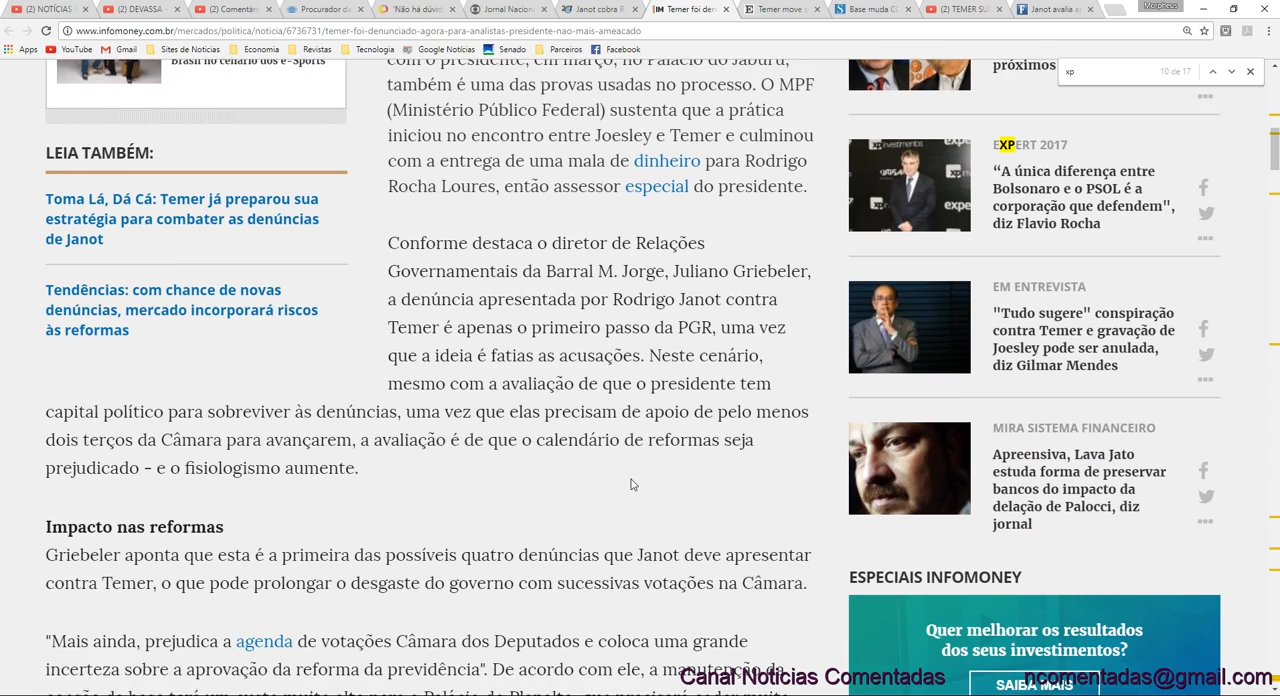 (2) NOTÍCIAS
(2) DEVASSA -
(2) Comentári
Procurador da
'Não há dúvid
Jornal Nacion
Janot cobra R
Temer foi den
Temer move s
Base muda CC
(2) TEMER SU
Janot avalia a
Morpheus
www.infomoney.com.br/mercados/politica/noticia/6736731/temer-foi-denunciado-agora-para-analistas-presidente-nao-mais-ameacado
Apps YouTube Gmail Sites de Noticias Economia Revistas Tecnologia Google Notícias Senado Parceiros Facebook
xp 10 de 17
Brasil no cenário dos e-Sports
LEIA TAMBÉM:
Toma Lá, Dá Cá: Temer já preparou sua
estratégia para combater as denúncias
de Janot
Tendências: com chance de novas
denúncias, mercado incorporará riscos
às reformas
com o presidente, em março, no Palácio do Jaburu,
também é uma das provas usadas no processo. O MPF
(Ministério Público Federal) sustenta que a prática
iniciou no encontro entre Joesley e Temer e culminou
com a entrega de uma mala de dinheiro para Rodrigo
Rocha Loures, então assessor especial do presidente.
Conforme destaca o diretor de Relações
Governamentais da Barral M. Jorge, Juliano Griebeler,
a denúncia apresentada por Rodrigo Janot contra
Temer é apenas o primeiro passo da PGR, uma vez
que a ideia é fatias as acusações. Neste cenário,
mesmo com a avaliação de que o presidente tem
capital político para sobreviver às denúncias, uma vez que elas precisam de apoio de pelo menos
dois terços da Câmara para avançarem, a avaliação é de que o calendário de reformas seja
prejudicado - e o fisiologismo aumente.
Impacto nas reformas
Griebeler aponta que esta é a primeira das possíveis quatro denúncias que Janot deve apresentar
contra Temer, o que pode prolongar o desgaste do governo com sucessivas votações na Câmara.
"Mais ainda, prejudica a agenda de votações Câmara dos Deputados e coloca uma grande
incerteza sobre a aprovação da reforma da previdência". De acordo com ele, a manutenção da
próximos
EXPERT 2017
“A única diferença entre
Bolsonaro e o PSOL é a
corporação que defendem",
diz Flavio Rocha
EM ENTREVISTA
"Tudo sugere" conspiração
contra Temer e gravação de
Joesley pode ser anulada,
diz Gilmar Mendes
MIRA SISTEMA FINANCEIRO
Apreensiva, Lava Jato
estuda forma de preservar
bancos do impacto da
delação de Palocci, diz
jornal
ESPECIAIS INFOMONEY
Quer melhorar os resultados
dos seus investimentos?
SAIBA MAIS
Canal Noticias Comentadas ncomentadas@gmail.com